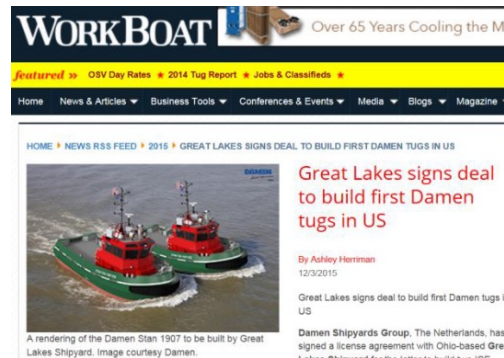 WORKBOAT
Over 65 Years Cooling the M
featured » OSV Day Rates ★ 2014 Tug Report ★ Jobs & Classifieds ★
Home News & Articles Business Tools Conferences & Events Media Blogs Magazine
HOME NEWS RSS FEED 2015 GREAT LAKES SIGNS DEAL TO BUILD FIRST DAMEN TUGS IN US
DAMEN
Great Lakes signs deal
to build first Damen
tugs in US
By Ashley Herriman
12/3/2015
Great Lakes signs deal to build first Damen tugs i
US
Damen Shipyards Group, The Netherlands, has
signed a license agreement with Ohio-based Gre
A rendering of the Damen Stan 1907 to be built by Great
Lakes Shipyard. Image courtesy Damen.